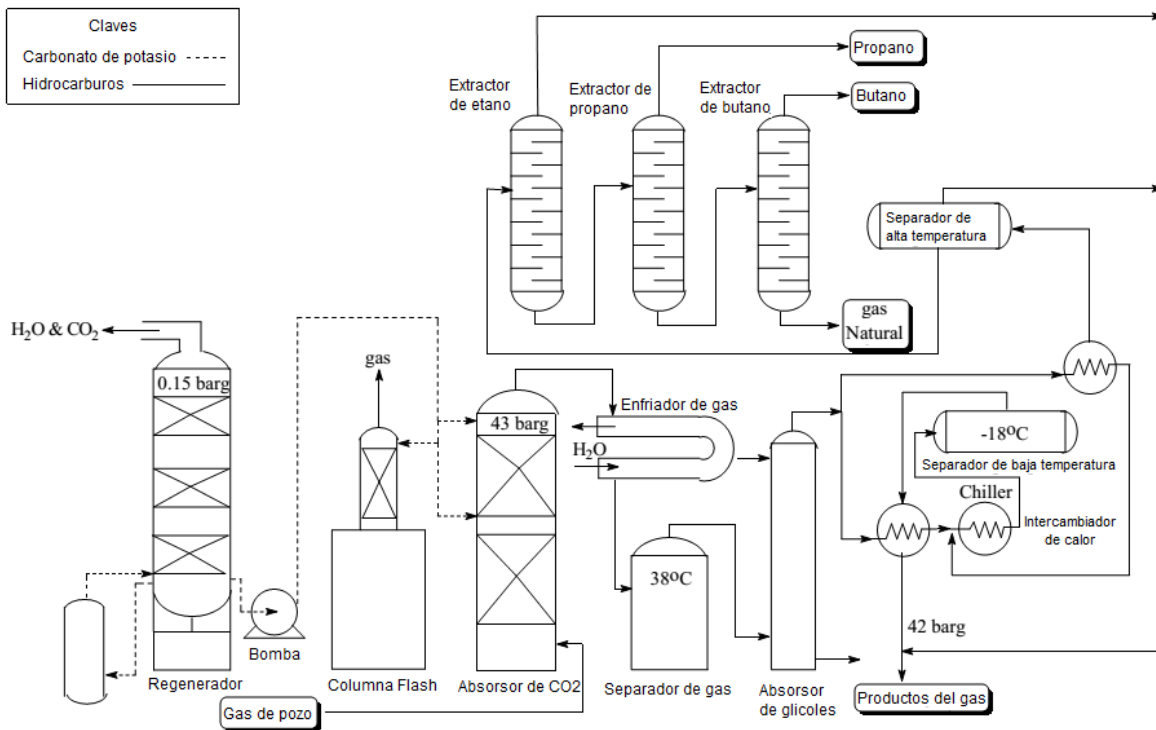 Claves
Carbonato de potasio
Hidrocarburos
Propano
Butano
Extractor
de etano
Extractor de
propano
Extractor
de butano
Separador de
alta temperatura
gas
Natural
H₂O & CO₂
0.15 barg
gas
43 barg
Enfriador de gas
H₂O
-18ºC
Separador de baja temperatura
Chiller
Intercambiador
de calor
38ºC
42 barg
Bomba
Regenerador
Columna Flash
Absorsor de CO2
Separador de gas
Absorsor
de glicoles
Productos del gas
Gas de pozo